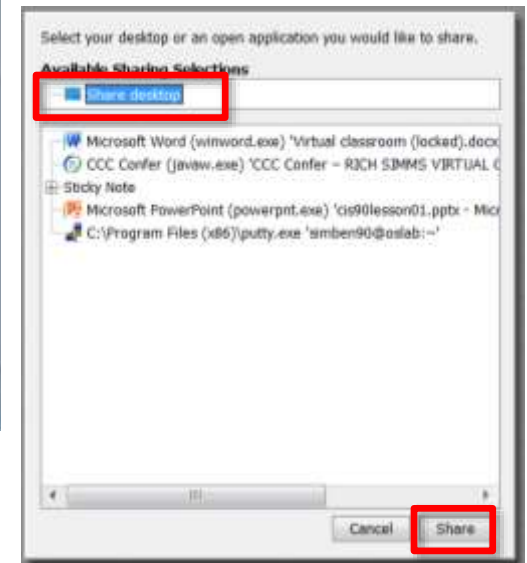 Select your desktop or an open application you would like to share.
Available Sharing Selections
Share desktop
Microsoft Word (winword.exe) 'Virtual classroom (locked).docx
CCC Confer (javaw.exe) 'CCC Confer – RICH SIMMS VIRTUAL C
Sticky Note
Microsoft PowerPoint (powerpnt.exe) 'cis90lesson01.pptx - Micr
C:\Program Files (x86)\putty.exe 'simben90@oslab:~'
Cancel Share